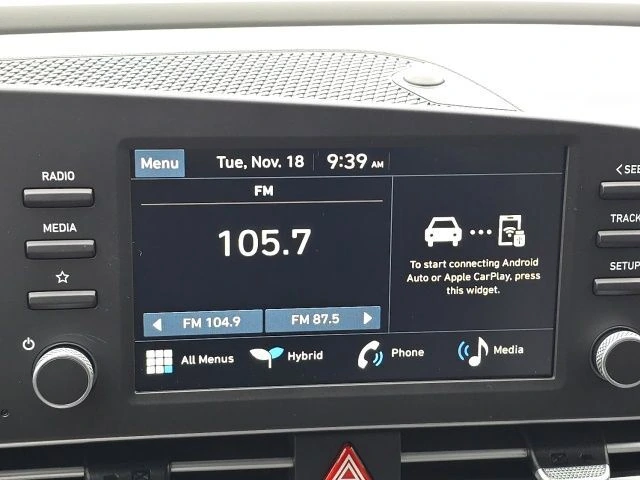 Menu Tue, Nov. 18 9:39 AM
RADIO
MEDIA
FM
105.7
FM 104.9 FM 87.5
To start connecting Android
Auto or Apple CarPlay, press
this widget.
All Menus Hybrid Phone Media
TRACK
SETUP